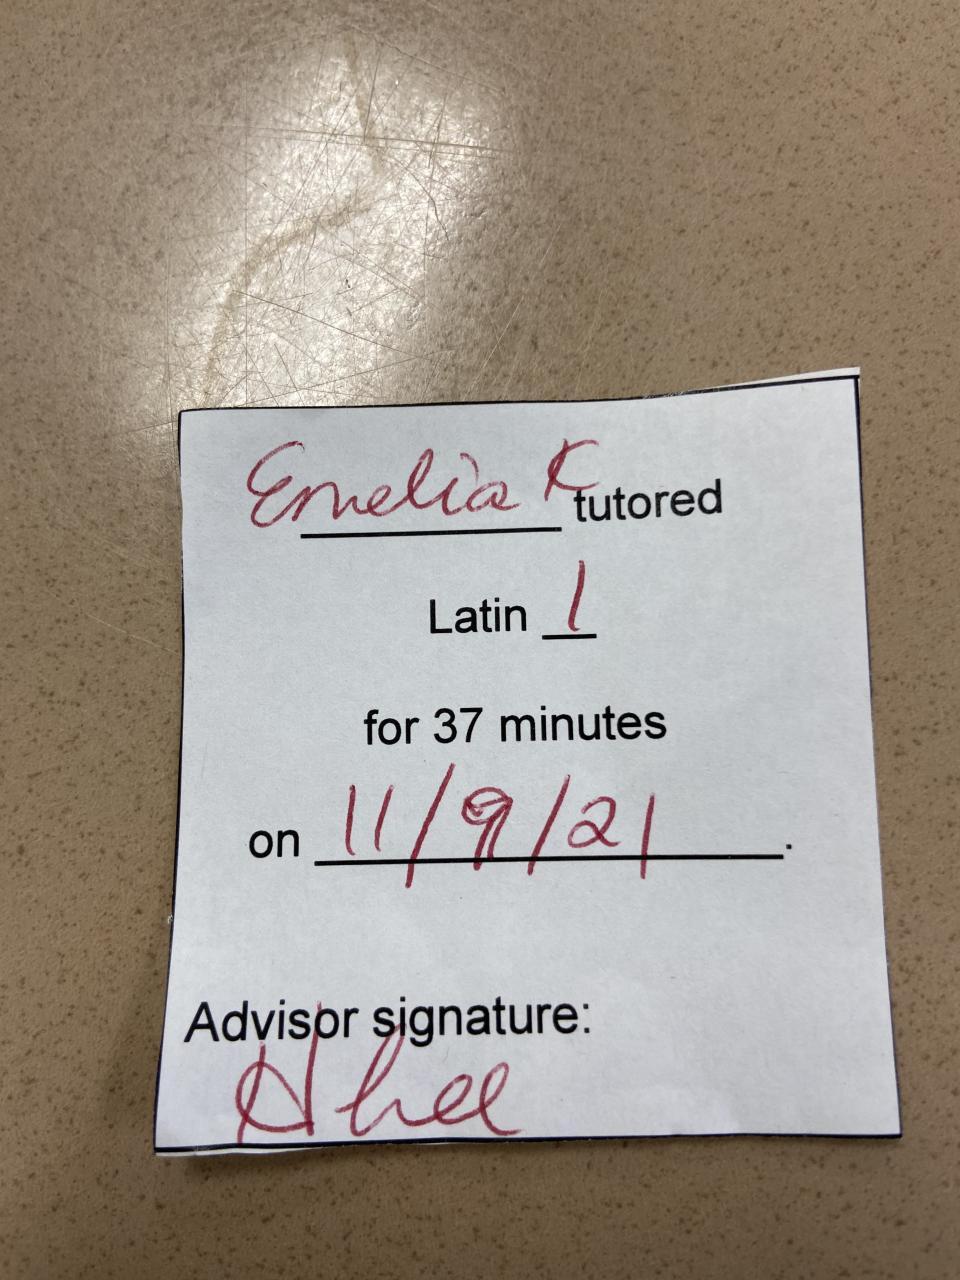 Emelia K tutored
Latin 1
for 37 minutes
on 11/9/21.
Advisor signature: